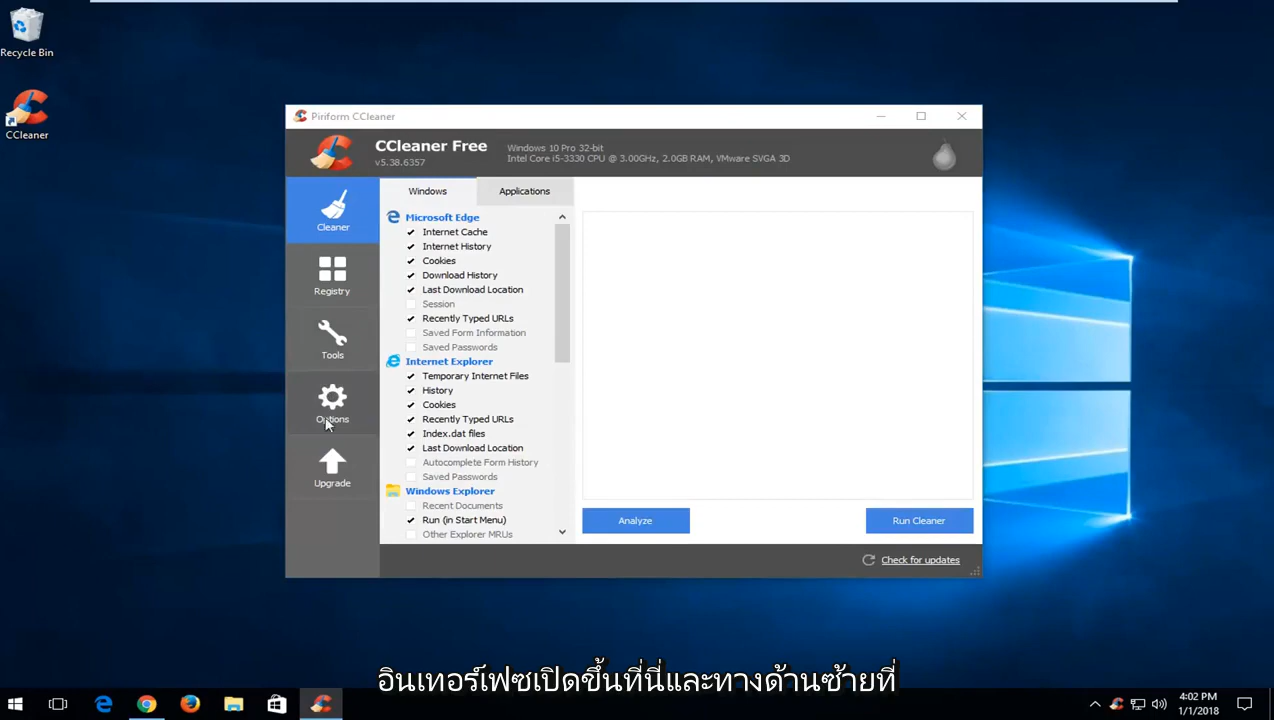 Recycle Bin
CCleaner
Piriform CCleaner
CCleaner Free
v5.38.6357
Windows 10 Pro 32-bit
Intel Core i5-3330 CPU @ 3.00GHz, 2.0GB RAM, VMware SVGA 3D
Cleaner
Registry
Tools
Options
Upgrade
Windows
Applications
Microsoft Edge
Internet Cache
Internet History
Cookies
Download History
Last Download Location
Session
Recently Typed URLs
Saved Form Information
Saved Passwords
Internet Explorer
Temporary Internet Files
History
Cookies
Recently Typed URLs
Index.dat files
Last Download Location
Autocomplete Form History
Saved Passwords
Windows Explorer
Recent Documents
Run (in Start Menu)
Other Explorer MRUs
Analyze
Run Cleaner
Check for updates
อินเทอร์เฟซเปิดขึ้นที่นี่และทางด้านซ้ายที่
4:02 PM
1/1/2018